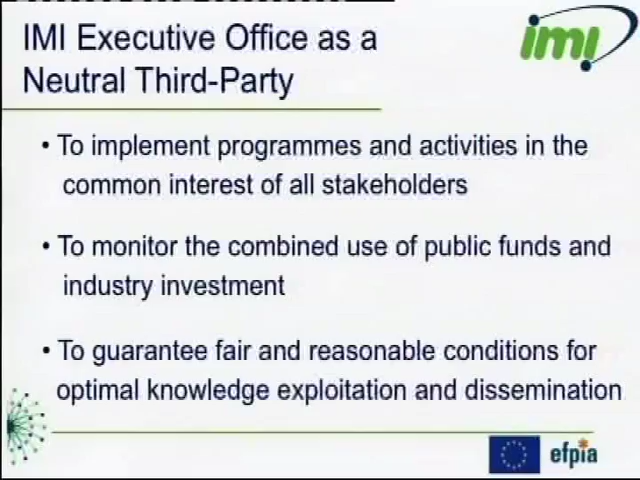 IMI Executive Office as a
Neutral Third-Party
imi
• To implement programmes and activities in the
common interest of all stakeholders
• To monitor the combined use of public funds and
industry investment
• To guarantee fair and reasonable conditions for
optimal knowledge exploitation and dissemination
efpia